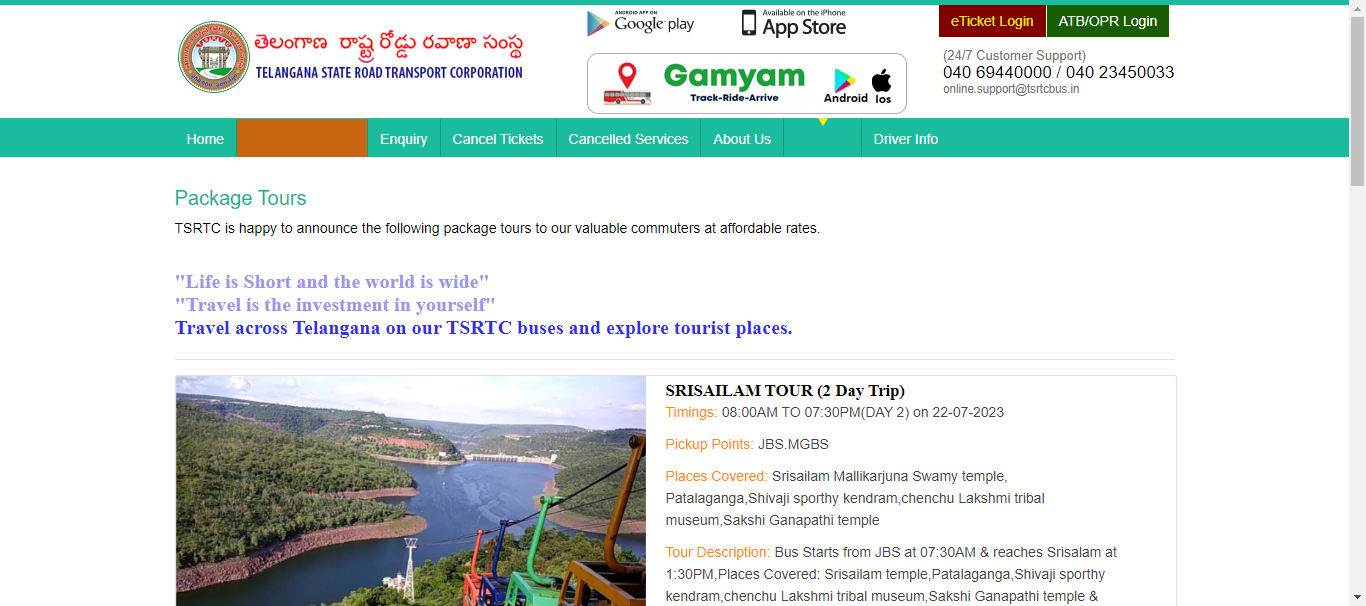 ANDROID APP ON
Google play
Available on the iPhone
App Store
eTicket Login
ATB/OPR Login
తెలంగాణ రాష్ట్ర రోడ్డు రవాణా సంస్థ
TELANGANA STATE ROAD TRANSPORT CORPORATION
Gamyam
Track-Ride-Arrive
Android
Ios
(24/7 Customer Support)
040 69440000 / 040 23450033
online.support@tsrtcbus.in
Home
Enquiry
Cancel Tickets
Cancelled Services
About Us
Driver Info
Package Tours
TSRTC is happy to announce the following package tours to our valuable commuters at affordable rates.
"Life is Short and the world is wide"
"Travel is the investment in yourself"
Travel across Telangana on our TSRTC buses and explore tourist places.
SRISAILAM TOUR (2 Day Trip)
Timings: 08:00AM TO 07:30PM(DAY 2) on 22-07-2023
Pickup Points: JBS.MGBS
Places Covered: Srisailam Mallikarjuna Swamy temple,
Patalaganga,Shivaji sporthy kendram,chenchu Lakshmi tribal
museum,Sakshi Ganapathi temple
Tour Description: Bus Starts from JBS at 07:30AM & reaches Srisalam at
1:30PM,Places Covered: Srisailam temple,Patalaganga,Shivaji sporthy
kendram,chenchu Lakshmi tribal museum,Sakshi Ganapathi temple &